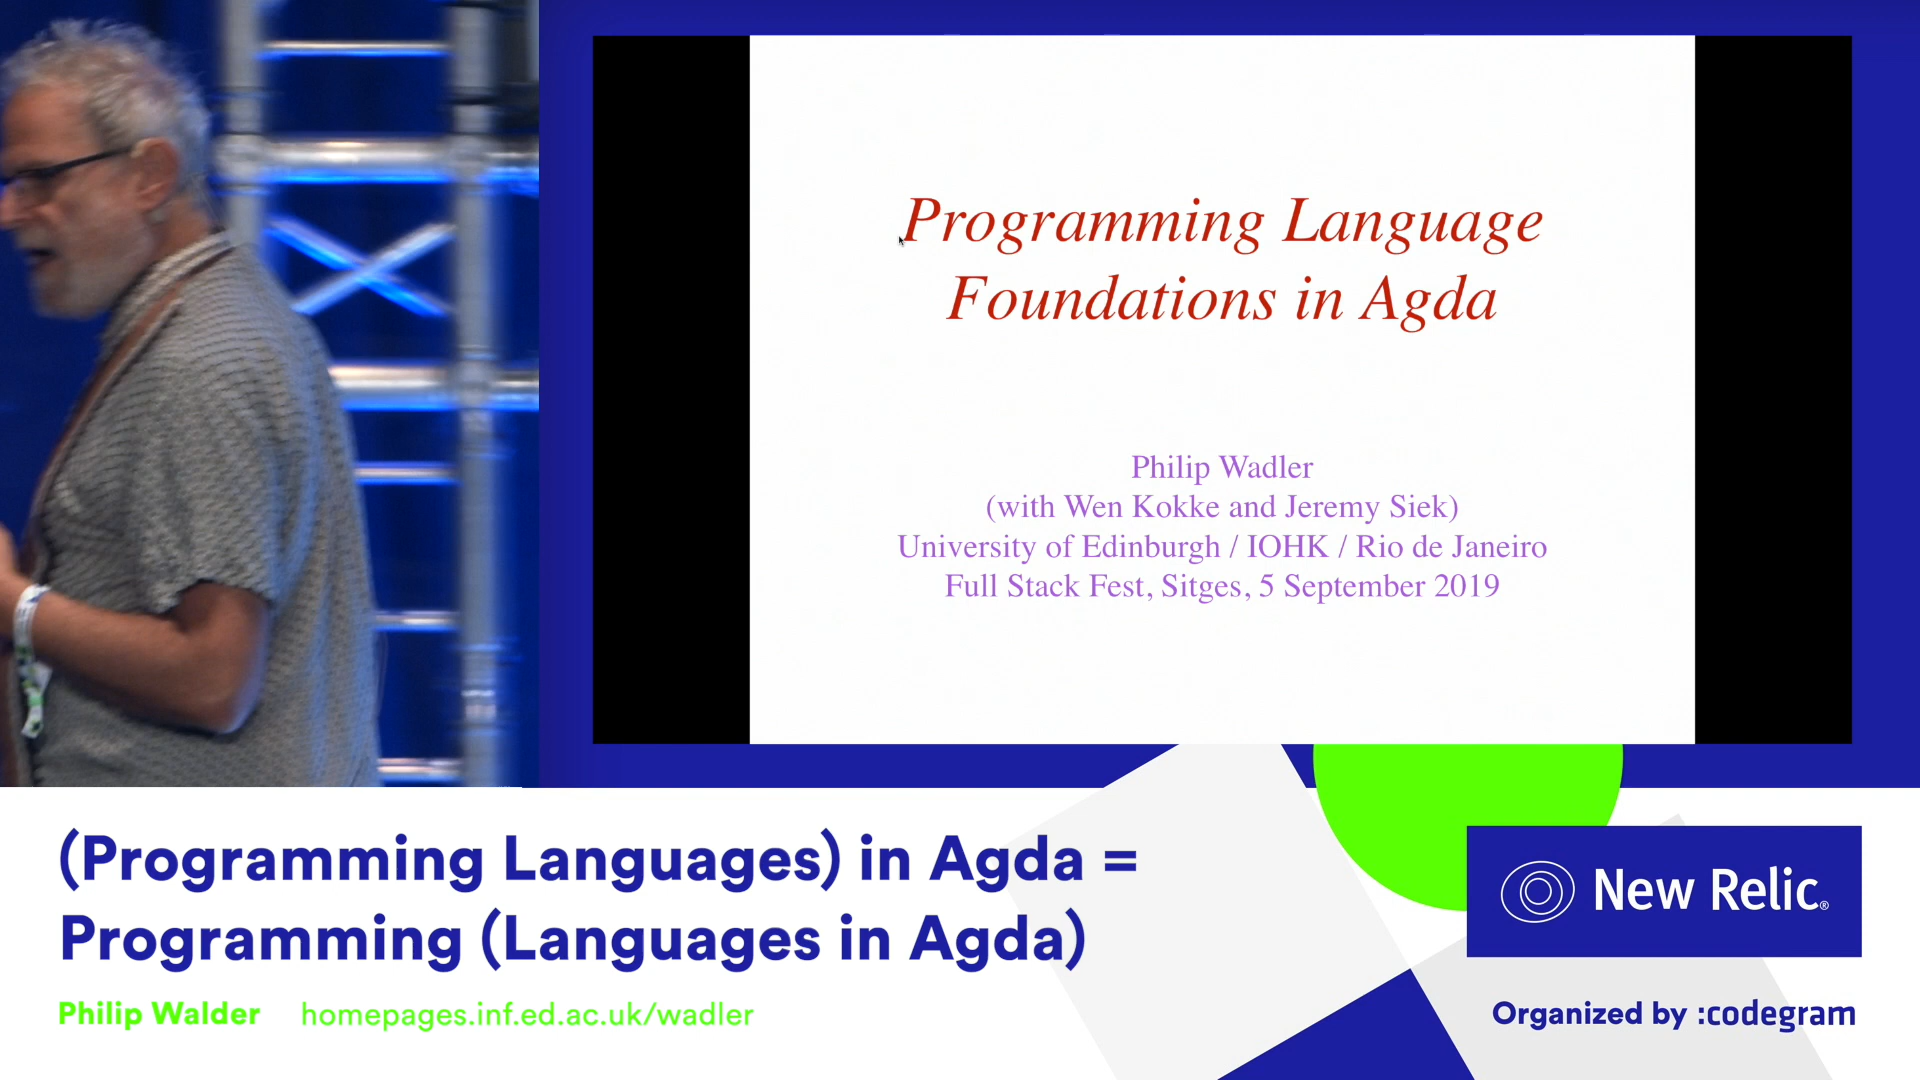 Programming Language
Foundations in Agda
Philip Wadler
(with Wen Kokke and Jeremy Siek)
University of Edinburgh / IOHK / Rio de Janeiro
Full Stack Fest, Sitges, 5 September 2019
(Programming Languages) in Agda =
Programming (Languages in Agda)
Philip Walder homepages.inf.ed.ac.uk/wadler
New Relic®
Organized by :codegram